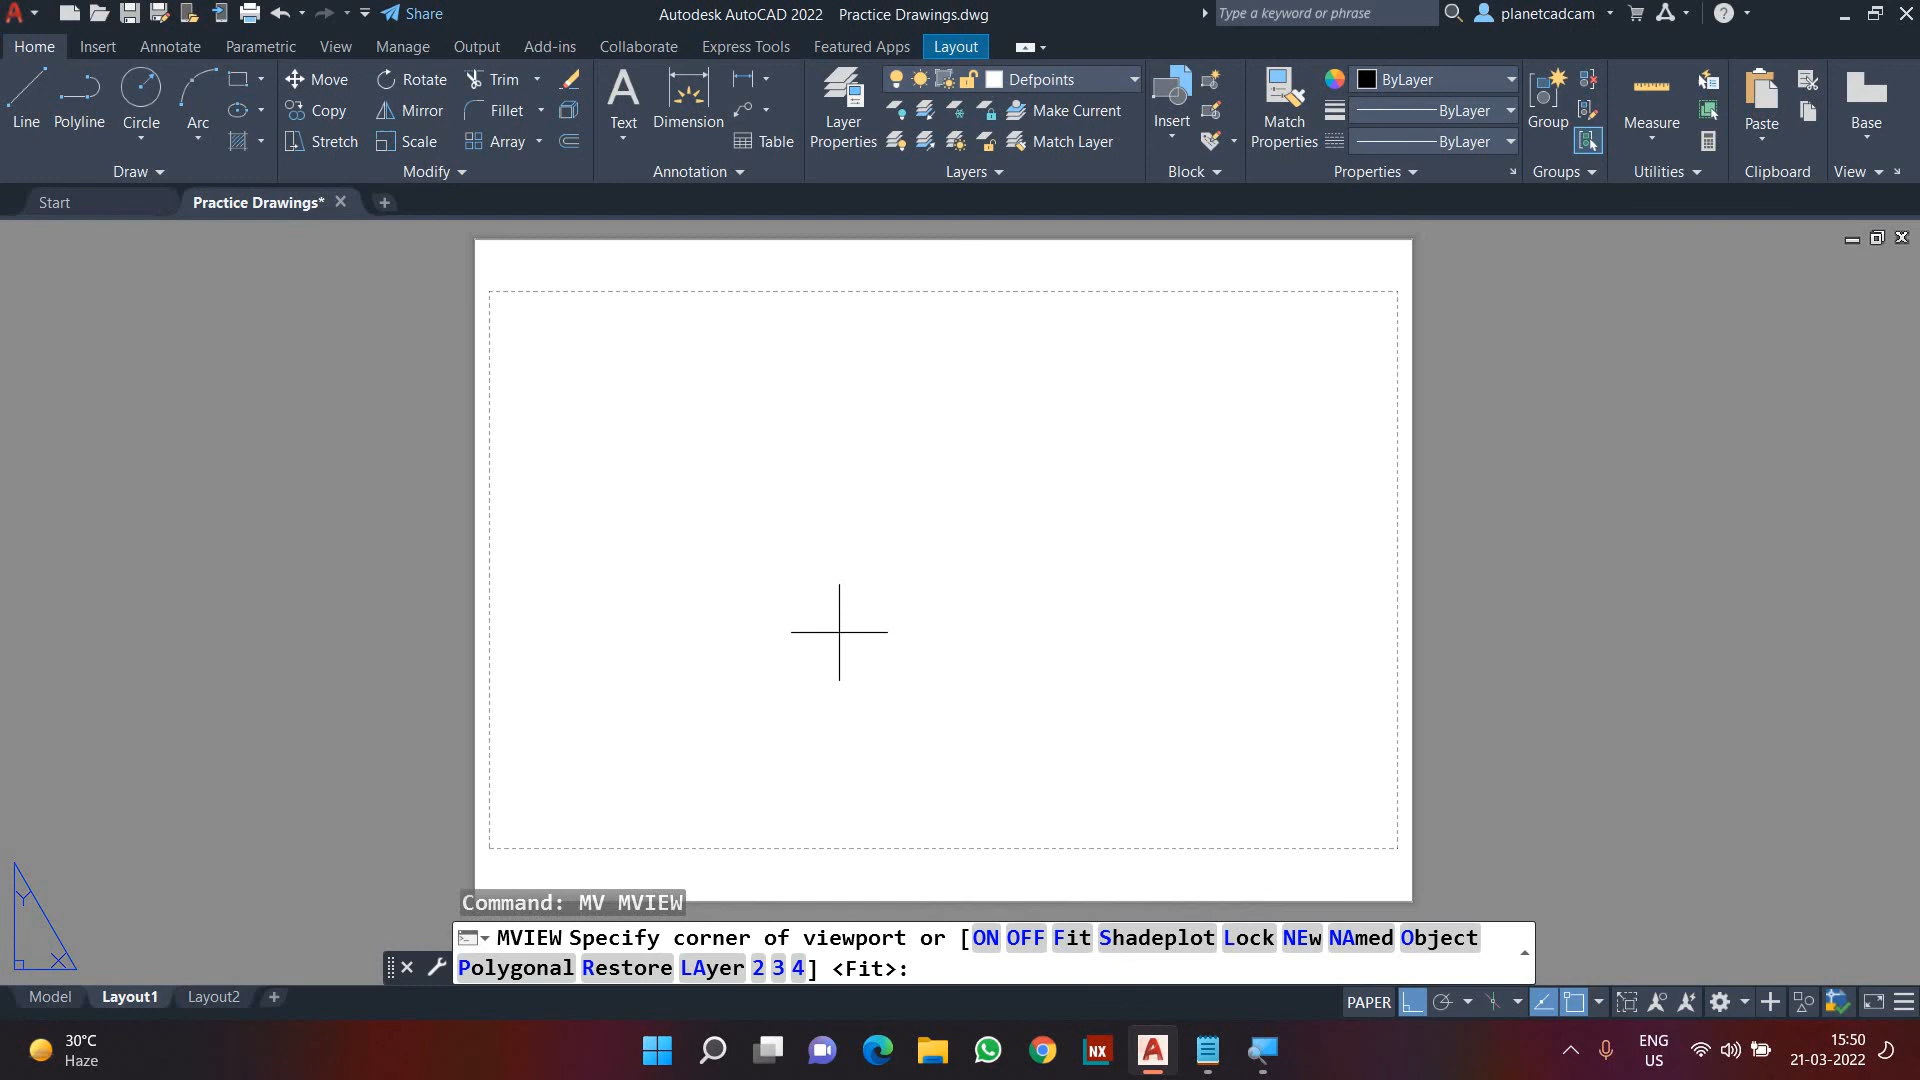 Share
Autodesk AutoCAD 2022 Practice Drawings.dwg
Type a keyword or phrase
planetcadcam
Home Insert Annotate Parametric View Manage Output Add-ins Collaborate Express Tools Featured Apps Layout
Line Polyline Circle Arc
Move Rotate Trim
Copy Mirror Fillet
Stretch Scale Array
Text Dimension Table
Layer Properties
Defpoints
Make Current
Match Layer
Insert
Match Properties
ByLayer
ByLayer
ByLayer
Group Measure Paste Base
Draw Modify Annotation Layers Block Properties Groups Utilities Clipboard View
Start Practice Drawings*
Y
X
Command: MV MVIEW
MVIEW Specify corner of viewport or [ON OFF Fit Shadeplot Lock NEw NAmed Object
Polygonal Restore LAyer 2 3 4] <Fit>:
Model Layout1 Layout2
PAPER
30°C
Haze
NX
ENG
US
15:50
21-03-2022